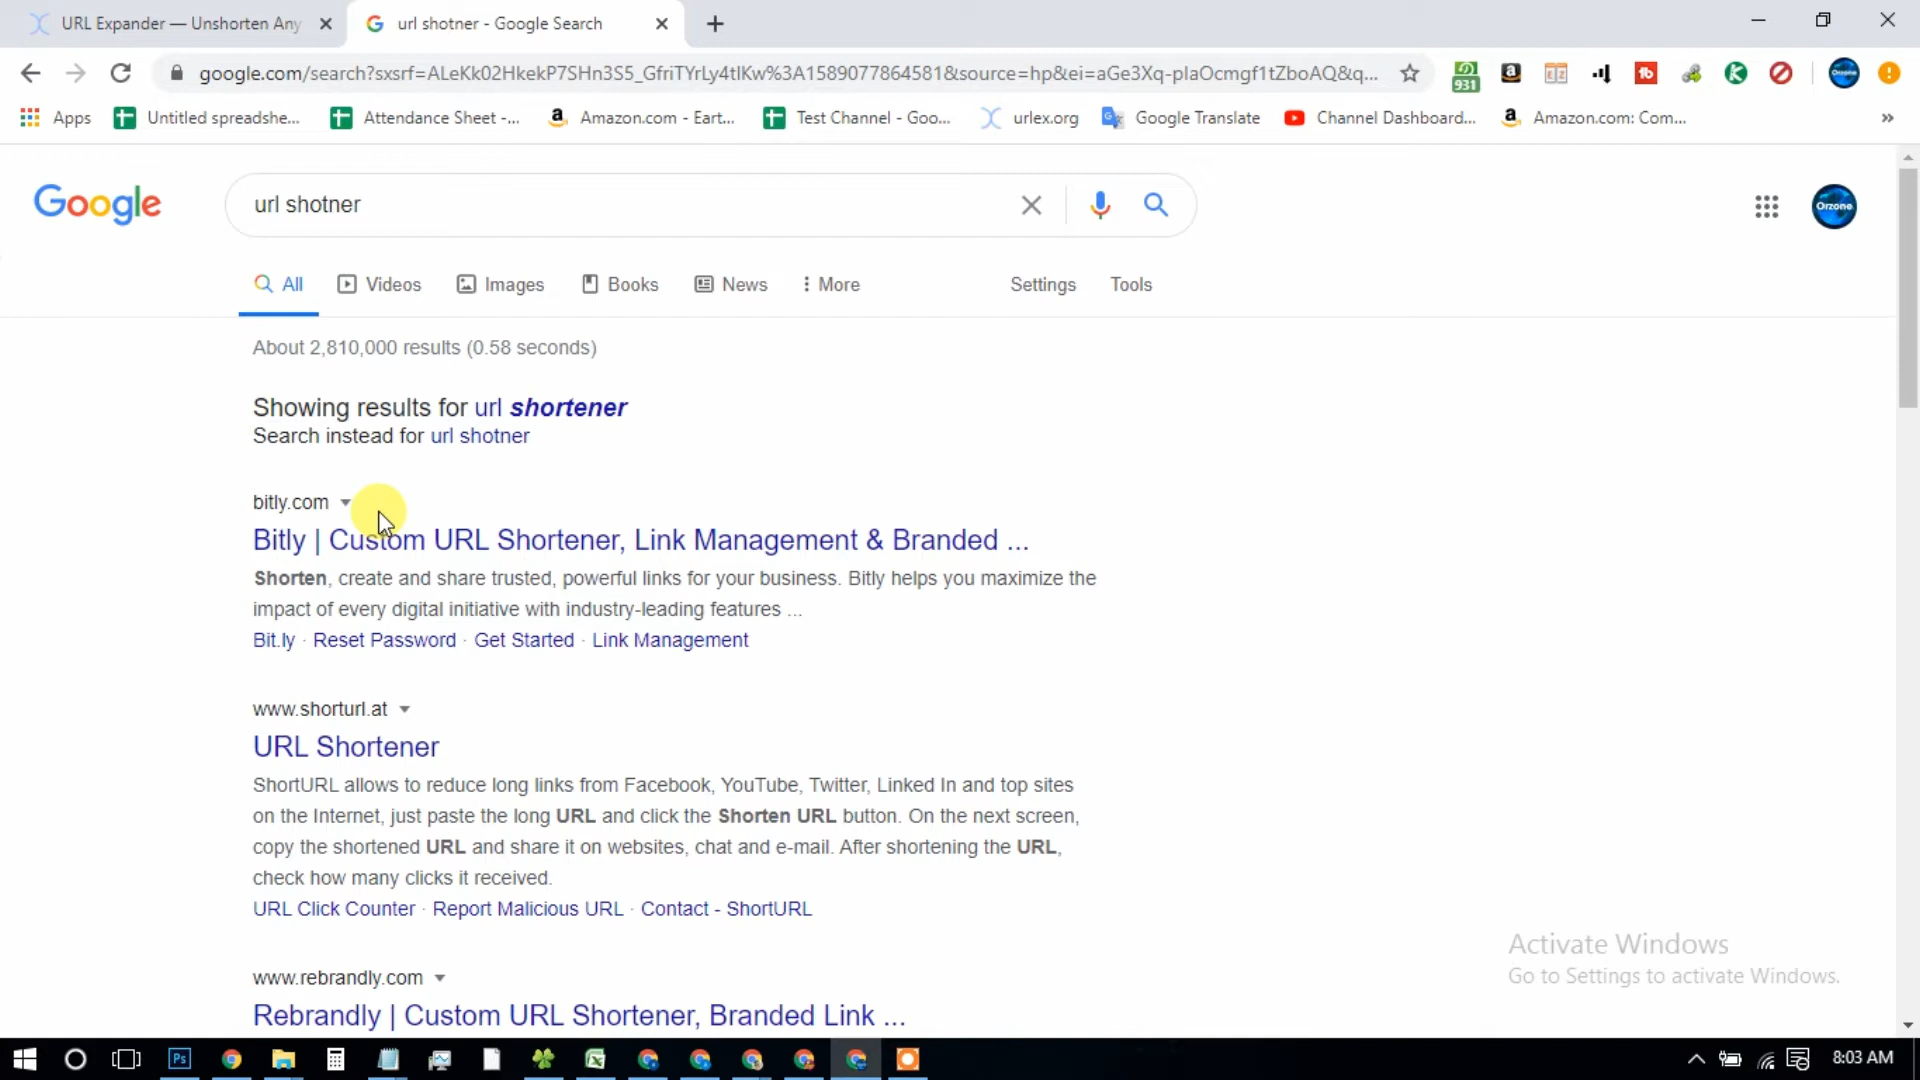 URL Expander — Unshorten Any
url shotner - Google Search
google.com/search?sxsrf=ALeKk02HkekP7SHn3S5_GfriTYrLy4tlKw%3A1589077864581&source=hp&ei=aGe3Xq-plaOcmgf1tZboAQ&q...
931
Apps
Untitled spreadshe...
Attendance Sheet -...
Amazon.com - Eart...
Test Channel - Goo...
urlex.org
Google Translate
Channel Dashboard...
Amazon.com: Com...
»
Google
url shotner
Orzone
All
Videos
Images
Books
News
More
Settings
Tools
About 2,810,000 results (0.58 seconds)
Showing results for url shortener
Search instead for url shotner
bitly.com
Bitly | Custom URL Shortener, Link Management & Branded ...
Shorten, create and share trusted, powerful links for your business. Bitly helps you maximize the
impact of every digital initiative with industry-leading features ...
Bit.ly · Reset Password · Get Started · Link Management
www.shorturl.at
URL Shortener
ShortURL allows to reduce long links from Facebook, YouTube, Twitter, Linked In and top sites
on the Internet, just paste the long URL and click the Shorten URL button. On the next screen,
copy the shortened URL and share it on websites, chat and e-mail. After shortening the URL,
check how many clicks it received.
URL Click Counter · Report Malicious URL · Contact - ShortURL
www.rebrandly.com
Rebrandly | Custom URL Shortener, Branded Link ...
Activate Windows
Go to Settings to activate Windows.
Ps
8:03 AM